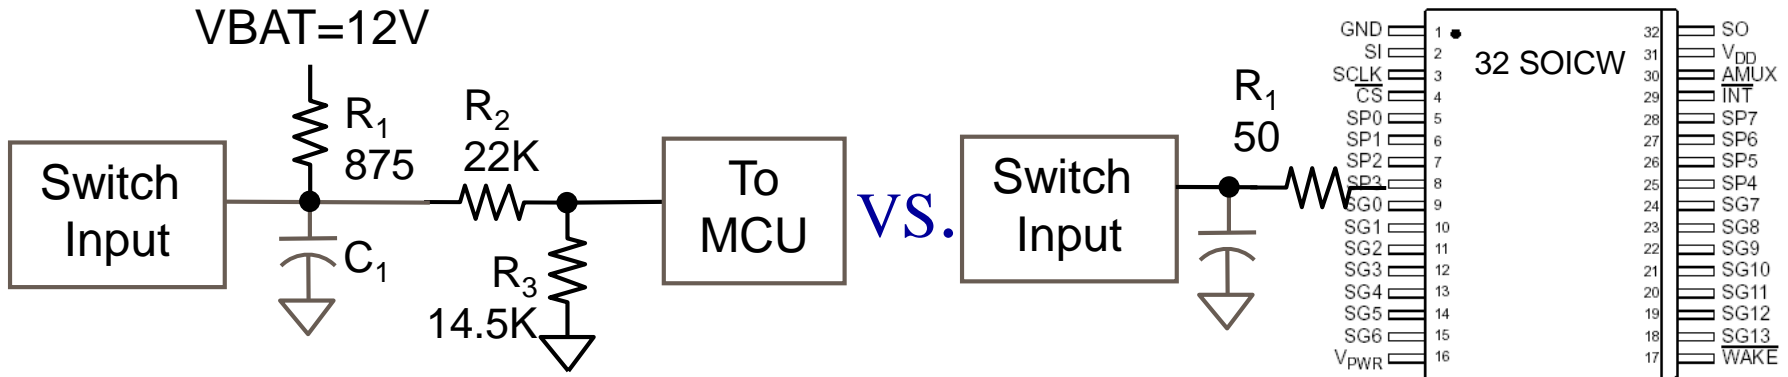 VBAT=12V
Switch
Input
R1
875
C1
R2
22K
R3
14.5K
To
MCU
vs.
Switch
Input
R1
50
32 SOICW
GND 1
SI 2
SCLK 3
CS 4
SP0 5
SP1 6
SP2 7
SP3 8
SG0 9
SG1 10
SG2 11
SG3 12
SG4 13
SG5 14
SG6 15
VPWR 16
32 SO
31 VDD
30 AMUX
29 INT
28 SP7
27 SP6
26 SP5
25 SP4
24 SG7
23 SG8
22 SG9
21 SG10
20 SG11
19 SG12
18 SG13
17 WAKE